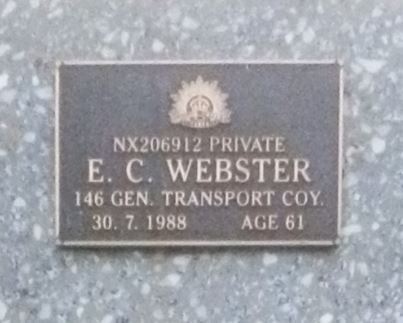 NX206912 PRIVATE
E. C. WEBSTER
146 GEN. TRANSPORT COY.
30. 7. 1988 AGE 61